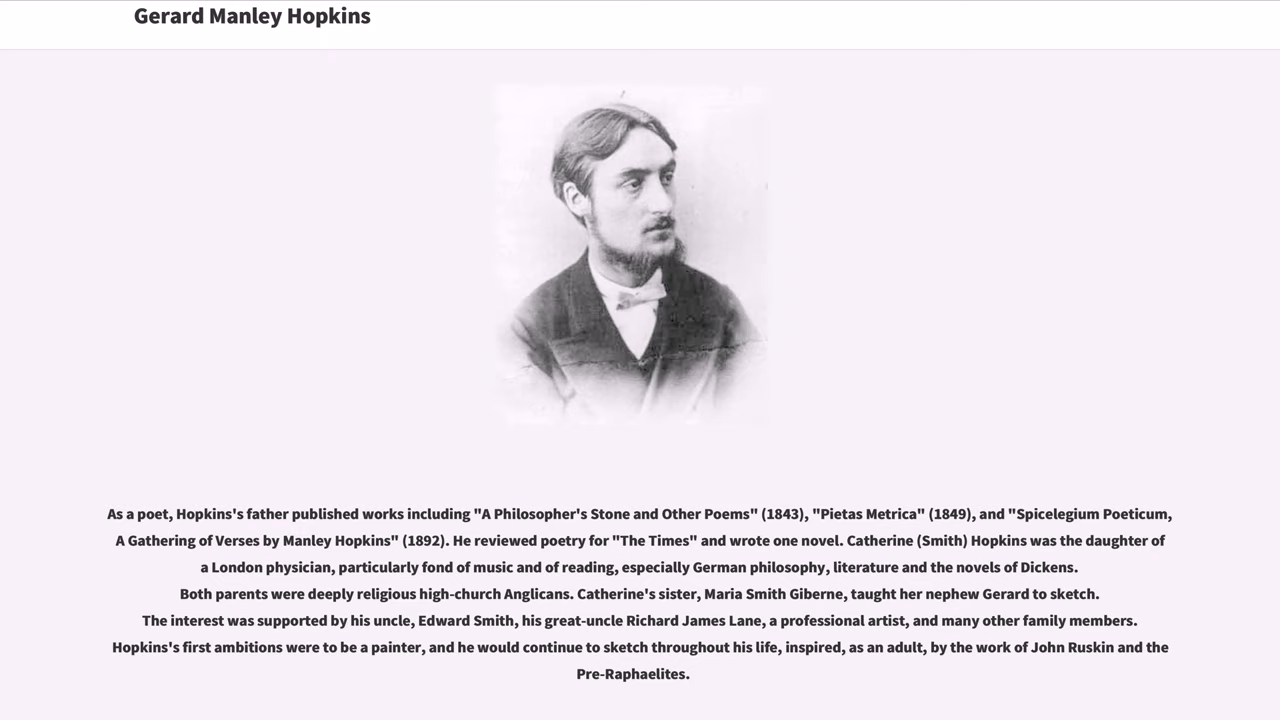 Gerard Manley Hopkins
As a poet, Hopkins's father published works including "A Philosopher's Stone and Other Poems" (1843), "Pietas Metrica" (1849), and "Spicelegium Poeticum,
A Gathering of Verses by Manley Hopkins" (1892). He reviewed poetry for "The Times" and wrote one novel. Catherine (Smith) Hopkins was the daughter of
a London physician, particularly fond of music and of reading, especially German philosophy, literature and the novels of Dickens.
Both parents were deeply religious high-church Anglicans. Catherine's sister, Maria Smith Giberne, taught her nephew Gerard to sketch.
The interest was supported by his uncle, Edward Smith, his great-uncle Richard James Lane, a professional artist, and many other family members.
Hopkins's first ambitions were to be a painter, and he would continue to sketch throughout his life, inspired, as an adult, by the work of John Ruskin and the
Pre-Raphaelites.